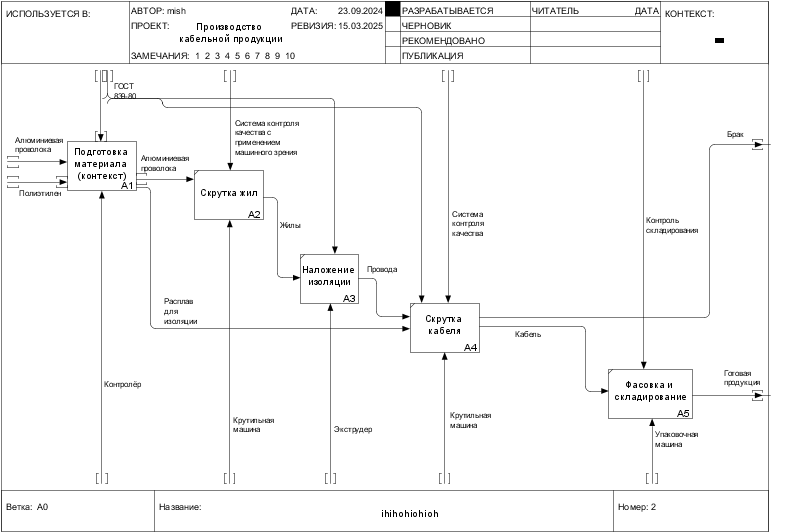 ИСПОЛЬЗУЕТСЯ В:
АВТОР: mish
ДАТА: 23.09.2024
РАЗРАБАТЫВАЕТСЯ
ЧИТАТЕЛЬ
ДАТА
КОНТЕКСТ:
ПРОЕКТ: Производство
кабельной продукции
РЕВИЗИЯ: 15.03.2025
ЧЕРНОВИК
РЕКОМЕНДОВАНО
ЗАМЕЧАНИЯ: 1 2 3 4 5 6 7 8 9 10
ПУБЛИКАЦИЯ
ГОСТ
839-80
Алюминиевая
проволока
Полиэтилен
Подготовка
материала
(контекст)
A1
Алюминиевая
проволока
Система контроля
качества с
применением
машинного зрения
Скрутка жил
A2
Жилы
Наложение
изоляции
A3
Провода
Система
контроля
качества
Контроль
складирования
Брак
Расплав
для
изоляции
Скрутка
кабеля
A4
Кабель
Готовая
продукция
Фасовка и
складирование
A5
Контролёр
Крутильная
машина
Экструдер
Крутильная
машина
Упаковочная
машина
Ветка: A0
Название:
ihihohiohioh
Номер: 2